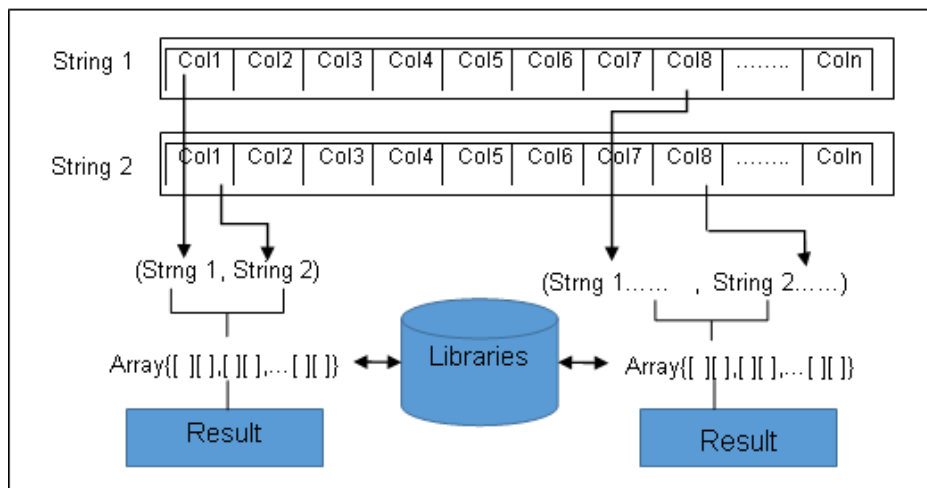 String 1 Col1 Col2 Col3 Col4 Col5 Col6 Col7 Col8 …….. Coln
String 2 Col1 Col2 Col3 Col4 Col5 Col6 Col7 Col8 …….. Coln
(Strng 1, String 2)
(Strng 1…… , String 2……)
Libraries
Array{[ ][ ],[ ][ ],…[ ][ ]}
Array{[ ][ ],[ ][ ],…[ ][ ]}
Result
Result